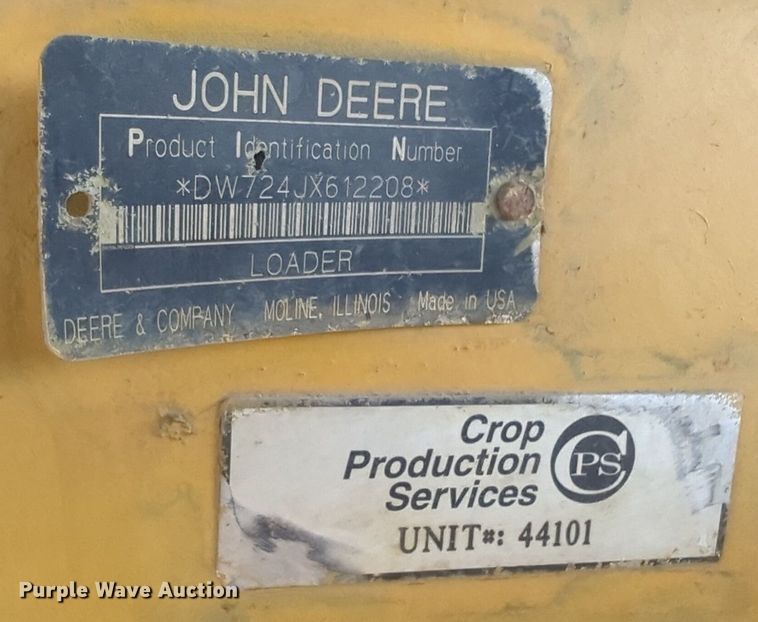 JOHN DEERE
Product Identification Number
*DW724JX612208*
LOADER
DEERE & COMPANY MOLINE, ILLINOIS Made in USA
Crop
Production
Services
CPS
UNIT#: 44101
Purple Wave Auction